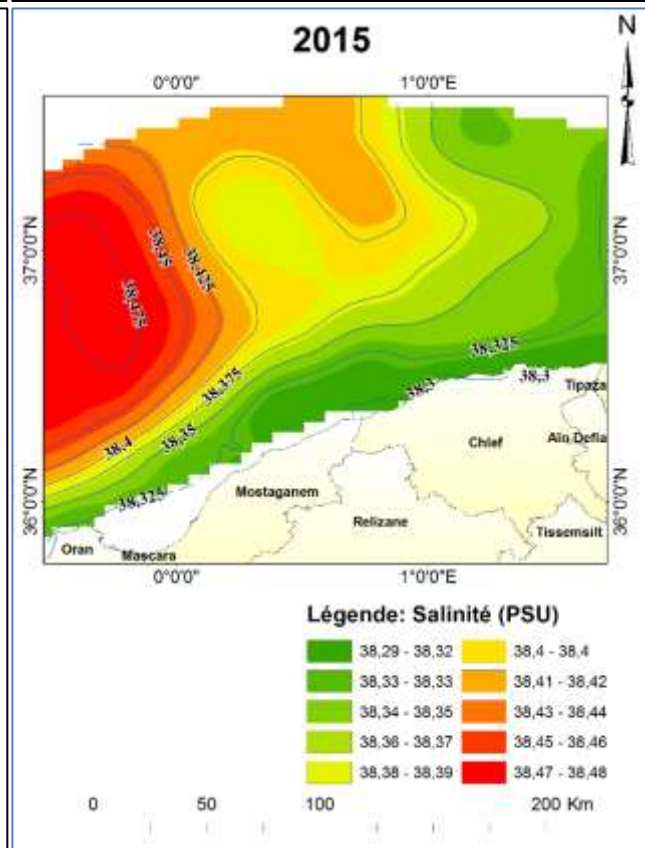 2015
N
0°0'0" 1°0'0"E
37°0'0"N 37°0'0"N
38,45
38,425
38,475
38,325
38,375
38,3 38,3
38,35
38,4
Tipaza
Chlef Aïn Defla
Mostaganem
38,325
36°0'0"N 36°0'0"N
Relizane
Tissemsilt
Oran Mascara
0°0'0" 1°0'0"E
Légende: Salinité (PSU)
38,29 - 38,32 38,4 - 38,4
38,33 - 38,33 38,41 - 38,42
38,34 - 38,35 38,43 - 38,44
38,36 - 38,37 38,45 - 38,46
38,38 - 38,39 38,47 - 38,48
0 50 100 200 Km